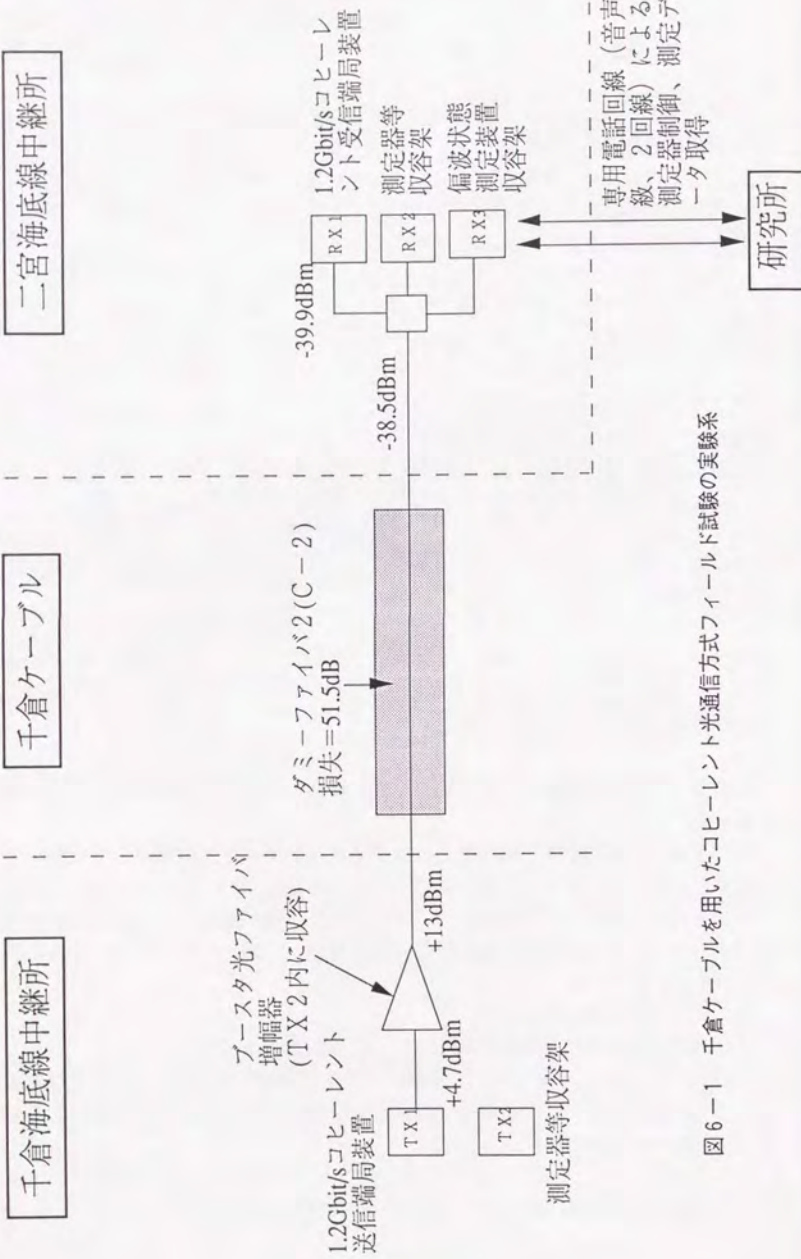 千倉海底線中継所
千倉ケーブル
二宮海底線中継所
1.2Gbit/sコヒーレント
送信端局装置
TX1
+4.7dBm
TX2
測定器等収容架
ブースタ光ファイバ
増幅器
(TX2内に収容)
+13dBm
ダミーファイバ2(C-2)
損失=51.5dB
-38.5dBm
-39.9dBm
RX1
1.2Gbit/sコヒーレ
ント受信端局装置
RX2
測定器等
収容架
RX3
偏波状態
測定装置
収容架
専用電話回線(音声
級、2回線)による
測定器制御、測定デ
ータ取得
研究所
図6-1 千倉ケーブルを用いたコヒーレント光通信方式フィールド試験の実験系